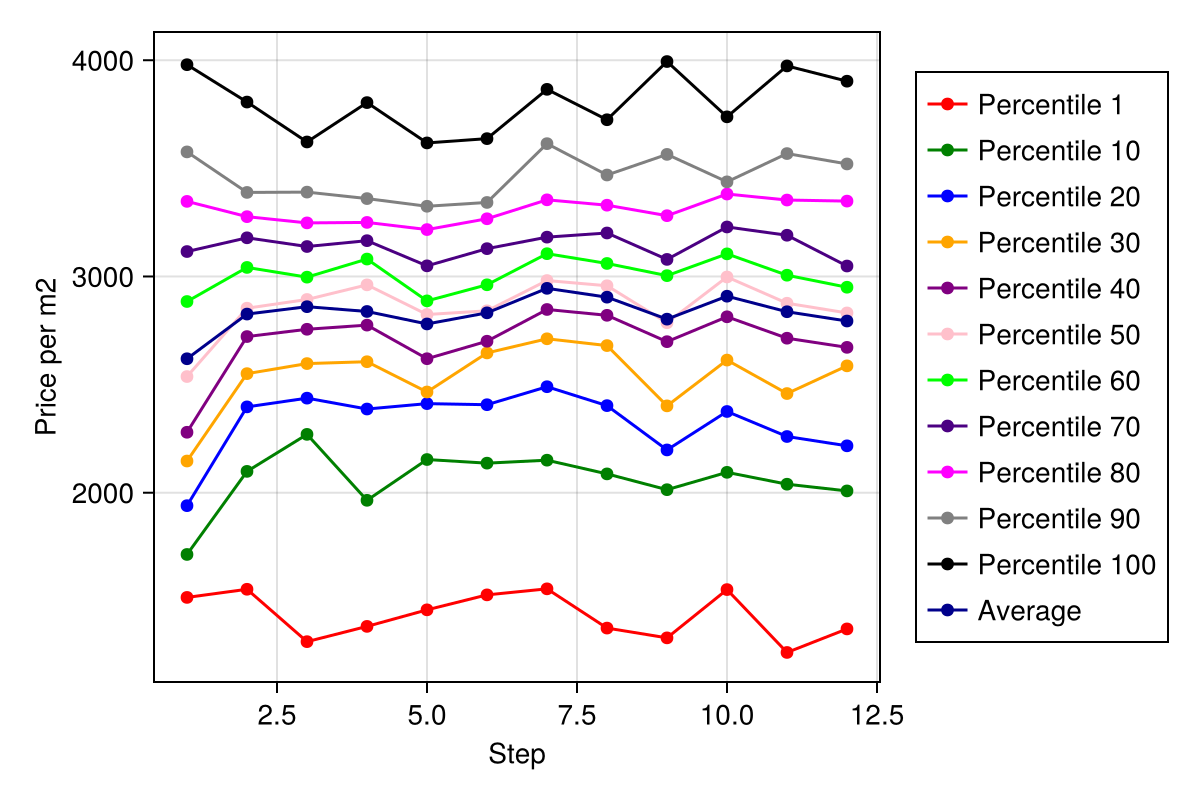 4000
3000
2000
Price per m2
2.5
5.0
7.5
10.0
12.5
Step
Percentile 1
Percentile 10
Percentile 20
Percentile 30
Percentile 40
Percentile 50
Percentile 60
Percentile 70
Percentile 80
Percentile 90
Percentile 100
Average